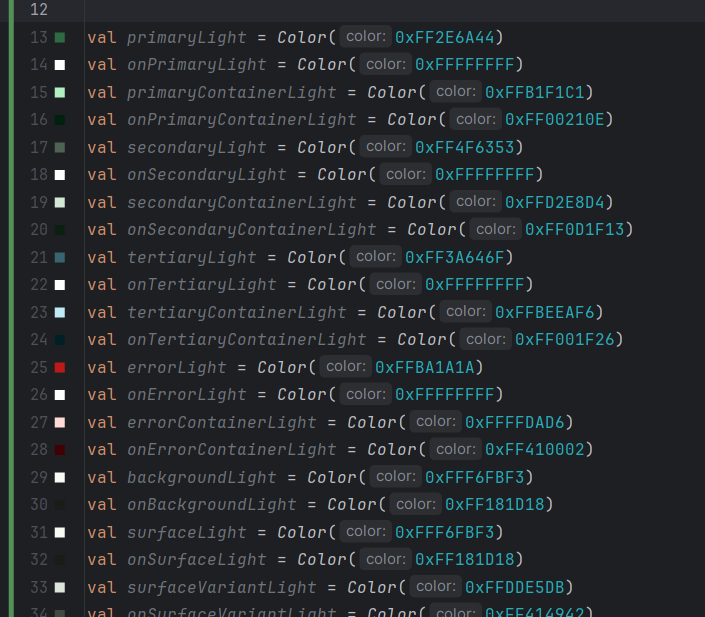 12
13 val primaryLight = Color( color: 0xFF2E6A44)
14 val onPrimaryLight = Color( color: 0xFFFFFFFF)
15 val primaryContainerLight = Color( color: 0xFFB1F1C1)
16 val onPrimaryContainerLight = Color( color: 0xFF00210E)
17 val secondaryLight = Color( color: 0xFF4F6353)
18 val onSecondaryLight = Color( color: 0xFFFFFFFF)
19 val secondaryContainerLight = Color( color: 0xFFD2E8D4)
20 val onSecondaryContainerLight = Color( color: 0xFF0D1F13)
21 val tertiaryLight = Color( color: 0xFF3A646F)
22 val onTertiaryLight = Color( color: 0xFFFFFFFF)
23 val tertiaryContainerLight = Color( color: 0xFFBEEAF6)
24 val onTertiaryContainerLight = Color( color: 0xFF001F26)
25 val errorLight = Color( color: 0xFFBA1A1A)
26 val onErrorLight = Color( color: 0xFFFFFFFF)
27 val errorContainerLight = Color( color: 0xFFFFDAD6)
28 val onErrorContainerLight = Color( color: 0xFF410002)
29 val backgroundLight = Color( color: 0xFFF6FBF3)
30 val onBackgroundLight = Color( color: 0xFF181D18)
31 val surfaceLight = Color( color: 0xFFF6FBF3)
32 val onSurfaceLight = Color( color: 0xFF181D18)
33 val surfaceVariantLight = Color( color: 0xFFDDE5DB)
34 val onSurfaceVariantLight = Color( color: 0xFF414942)